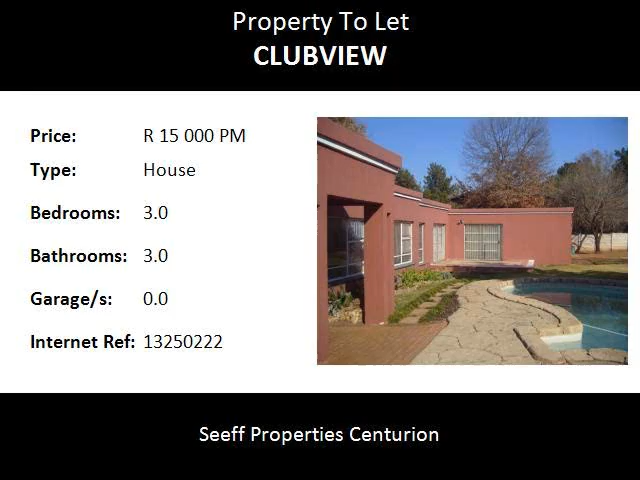 Property To Let
CLUBVIEW
Price: R 15 000 PM
Type: House
Bedrooms: 3.0
Bathrooms: 3.0
Garage/s: 0.0
Internet Ref: 13250222
Seeff Properties Centurion